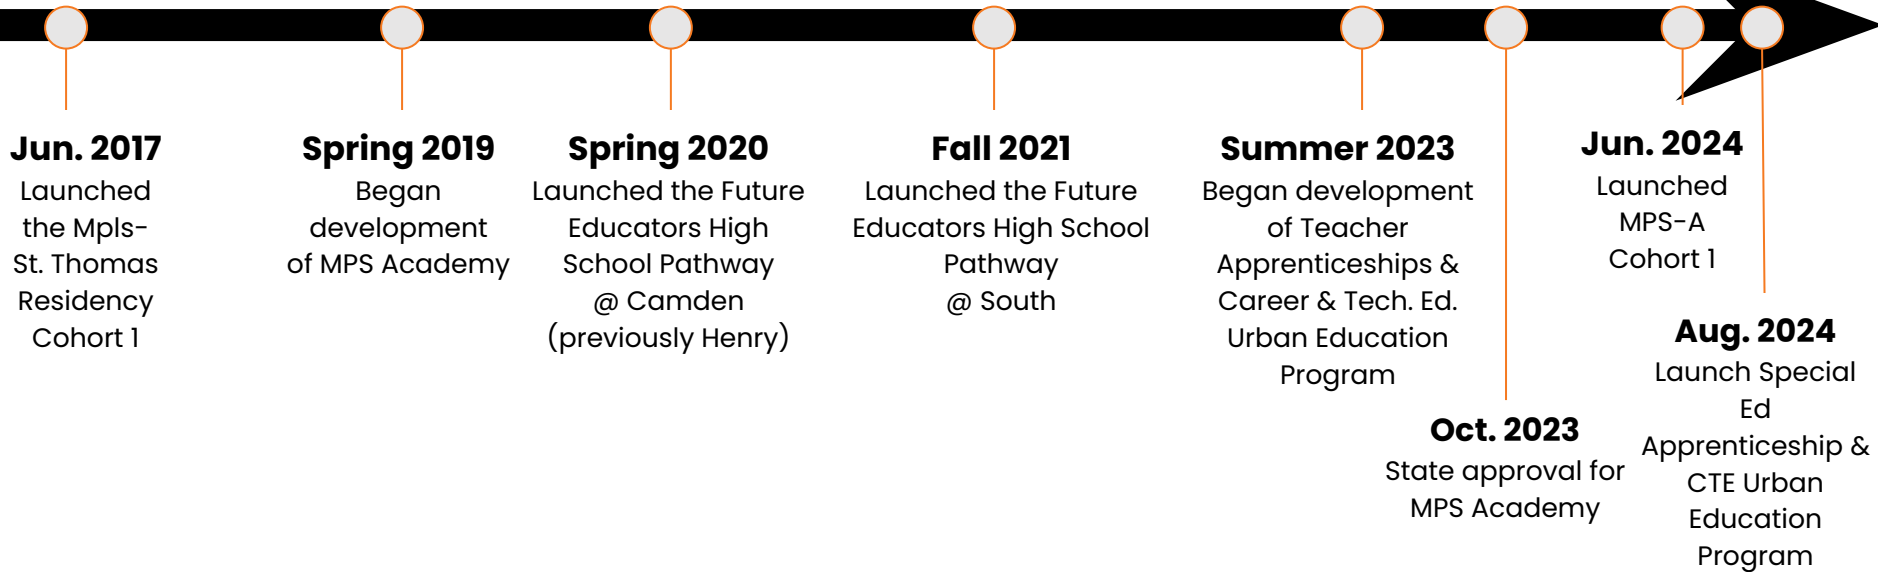 Jun. 2017
Launched
the Mpls-
St. Thomas
Residency
Cohort 1
Spring 2019
Began
development
of MPS Academy
Spring 2020
Launched the Future
Educators High
School Pathway
@ Camden
(previously Henry)
Fall 2021
Launched the Future
Educators High School
Pathway
@ South
Summer 2023
Began development
of Teacher
Apprenticeships &
Career & Tech. Ed.
Urban Education
Program
Oct. 2023
State approval for
MPS Academy
Jun. 2024
Launched
MPS-A
Cohort 1
Aug. 2024
Launch Special
Ed
Apprenticeship &
CTE Urban
Education
Program